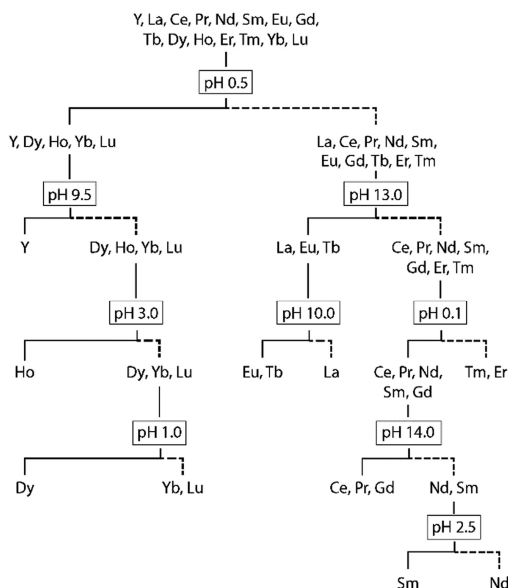 Y, La, Ce, Pr, Nd, Sm, Eu, Gd,
Tb, Dy, Ho, Er, Tm, Yb, Lu
pH 0.5
Y, Dy, Ho, Yb, Lu
La, Ce, Pr, Nd, Sm,
Eu, Gd, Tb, Er, Tm
pH 9.5
pH 13.0
Y
Dy, Ho, Yb, Lu
La, Eu, Tb
Ce, Pr, Nd, Sm,
Gd, Er, Tm
pH 3.0
pH 10.0
pH 0.1
Ho
Dy, Yb, Lu
Eu, Tb
La
Ce, Pr, Nd,
Sm, Gd
Tm, Er
pH 1.0
pH 14.0
Dy
Yb, Lu
Ce, Pr, Gd
Nd, Sm
pH 2.5
Sm
Nd